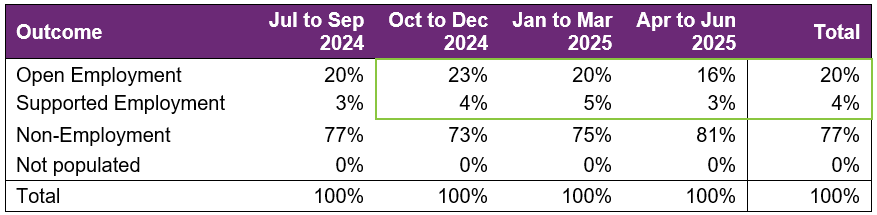 Outcome Jul to Sep 2024 Oct to Dec 2024 Jan to Mar 2025 Apr to Jun 2025 Total
Open Employment 20% 23% 20% 16% 20%
Supported Employment 3% 4% 5% 3% 4%
Non-Employment 77% 73% 75% 81% 77%
Not populated 0% 0% 0% 0% 0%
Total 100% 100% 100% 100% 100%